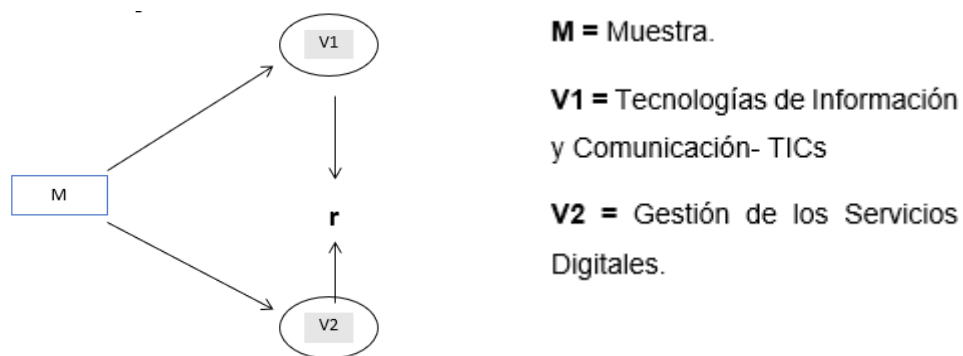 V1
M
r
V2
M = Muestra.
V1 = Tecnologías de Información
y Comunicación- TICs
V2 = Gestión de los Servicios
Digitales.